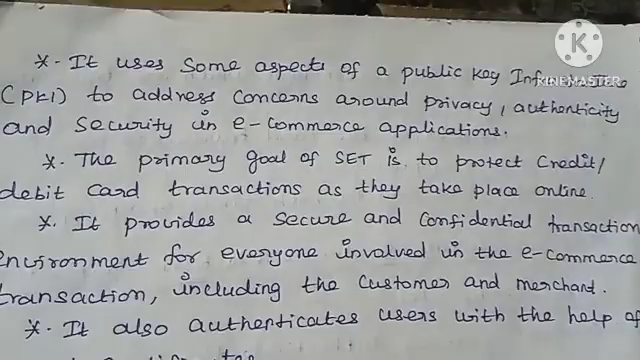 *. It uses some aspects of a public key
(PKI) to address concerns around privacy, authenticity
and security in e-commerce applications.
*. The primary goal of SET is to protect credit/
debit card transactions as they take place online.
*. It provides a secure and confidential transaction
environment for everyone involved in the e-commerce
transaction, including the customer and merchant.
*. It also authenticates users with the help of
K
KINEMASTER